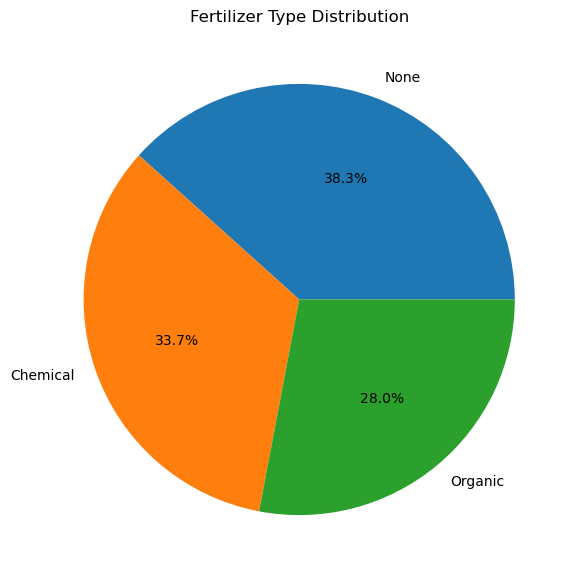 Fertilizer Type Distribution
None
38.3%
33.7%
Chemical
28.0%
Organic